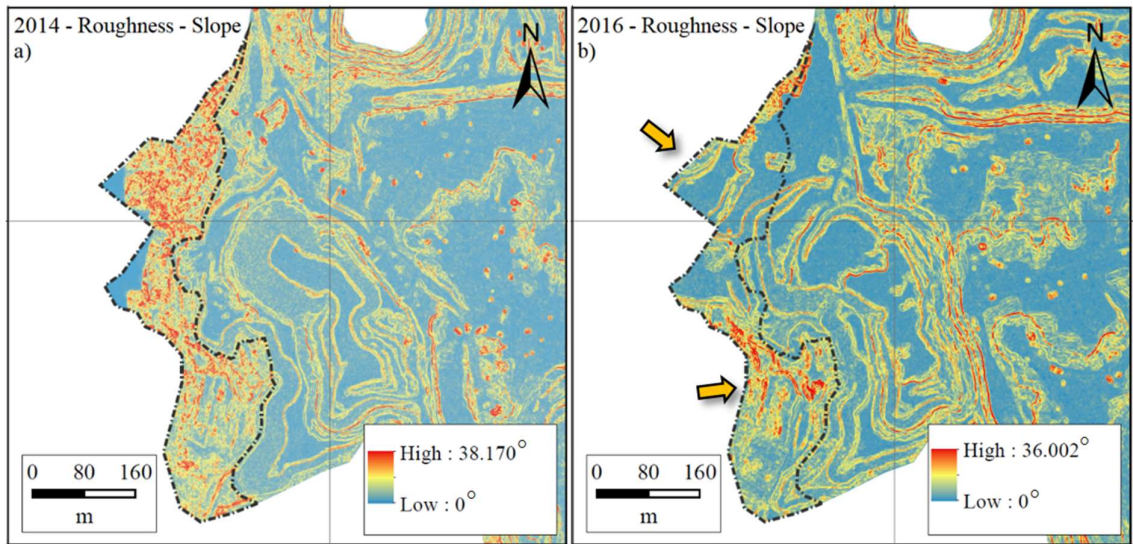 2014 - Roughness - Slope
a)
N
0 80 160
m
High : 38.170°
Low : 0°
2016 - Roughness - Slope
b)
N
0 80 160
m
High : 36.002°
Low : 0°